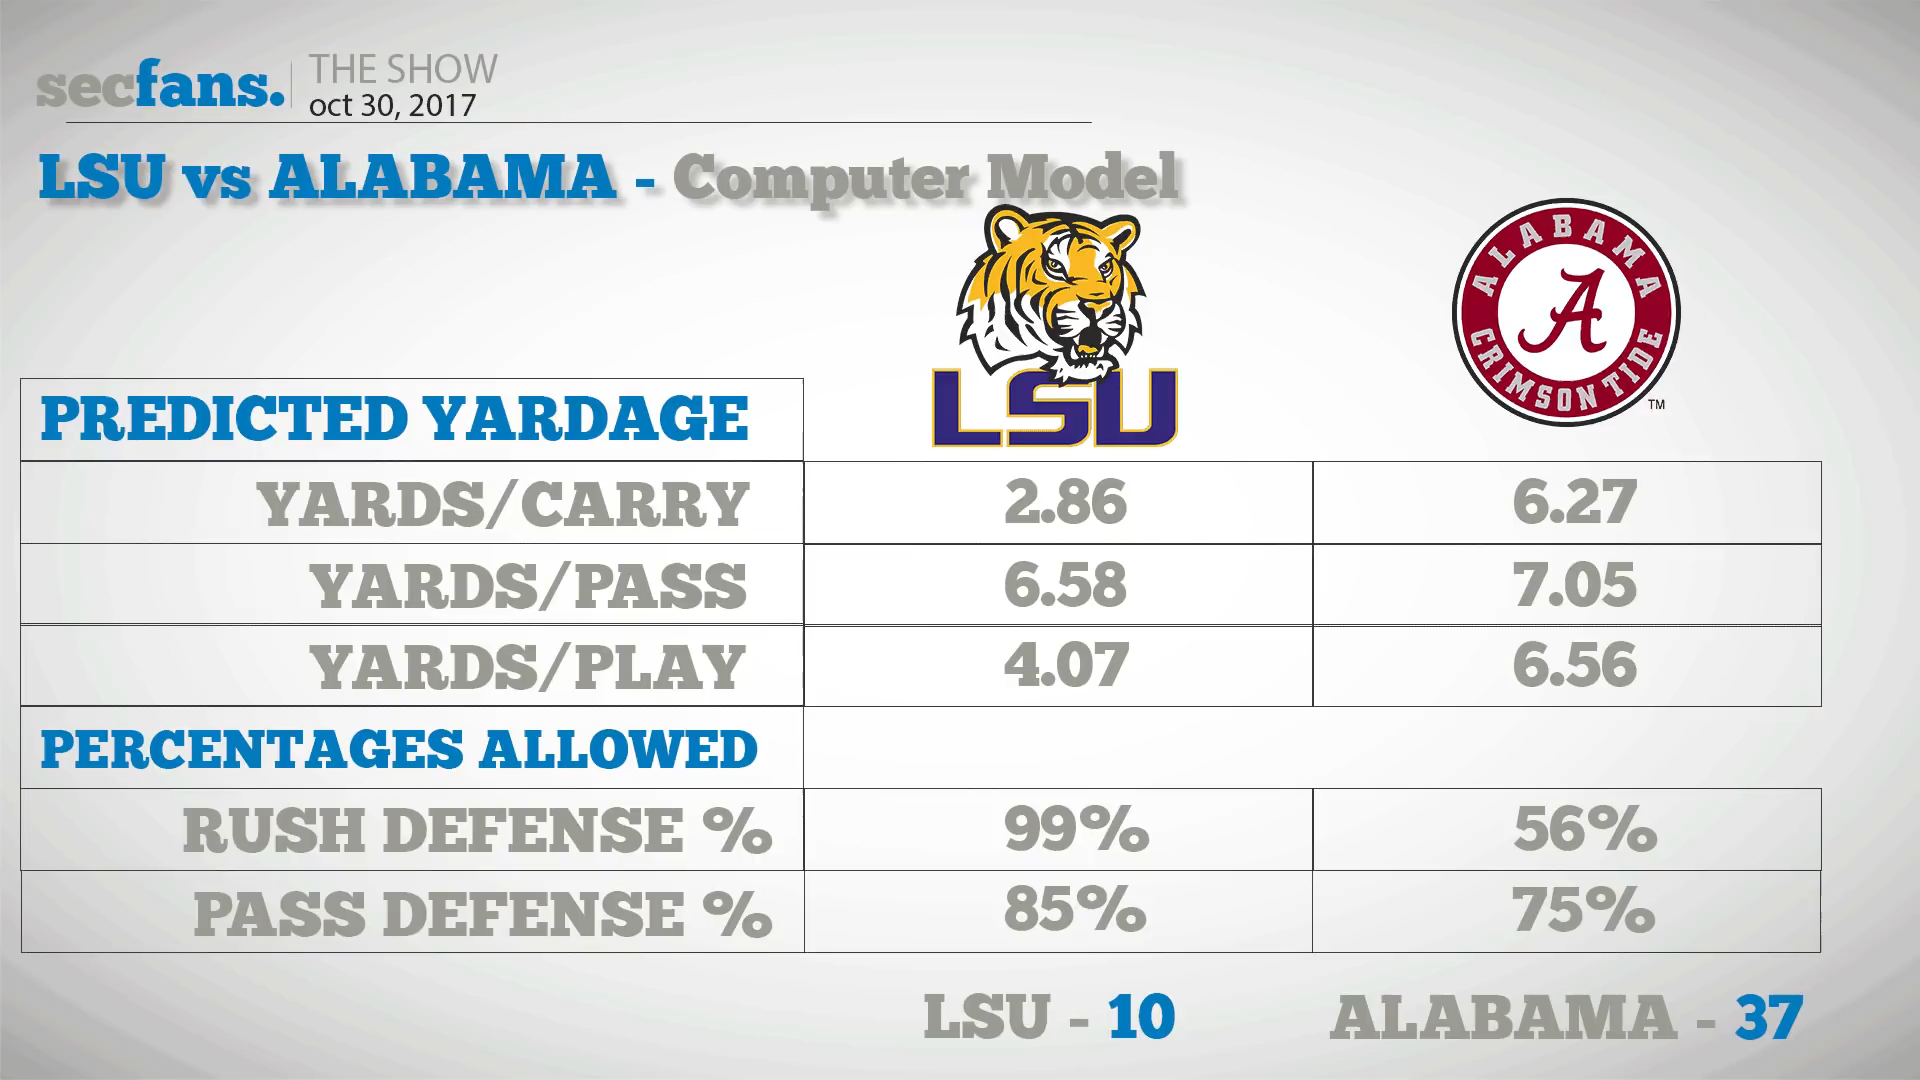 secfans.
THE SHOW
oct 30, 2017
LSU vs ALABAMA - Computer Model
LSU
ALABAMA
A
CRIMSON TIDE
TM
PREDICTED YARDAGE
YARDS/CARRY 2.86 6.27
YARDS/PASS 6.58 7.05
YARDS/PLAY 4.07 6.56
PERCENTAGES ALLOWED
RUSH DEFENSE % 99% 56%
PASS DEFENSE % 85% 75%
LSU - 10 ALABAMA - 37